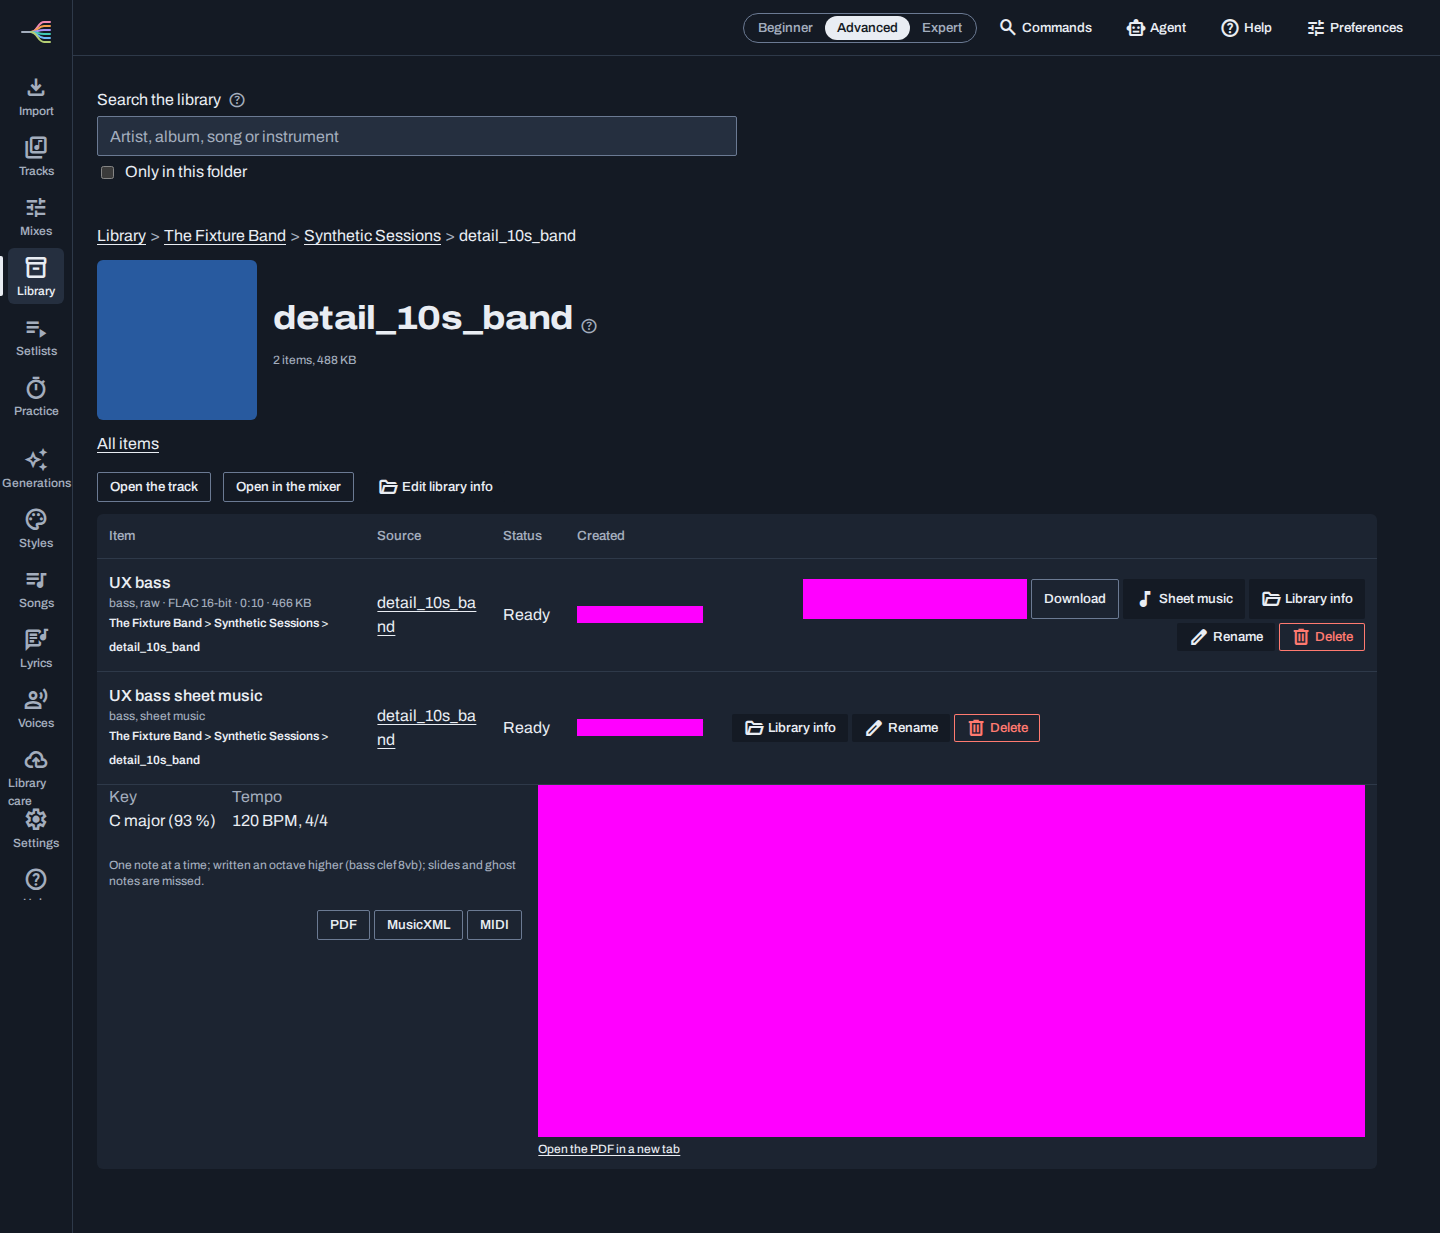 Beginner Advanced Expert Commands Agent Help Preferences
Import
Tracks
Mixes
Library
Setlists
Practice
Generations
Styles
Songs
Lyrics
Voices
Library care
Settings
Search the library
Artist, album, song or instrument
Only in this folder
Library > The Fixture Band > Synthetic Sessions > detail_10s_band
detail_10s_band
2 items, 488 KB
All items
Open the track Open in the mixer Edit library info
Item Source Status Created
UX bass
bass, raw · FLAC 16-bit · 0:10 · 466 KB
The Fixture Band > Synthetic Sessions >
detail_10s_band
detail_10s_ba
nd
Ready
Download Sheet music Library info
Rename Delete
UX bass sheet music
bass, sheet music
The Fixture Band > Synthetic Sessions >
detail_10s_band
detail_10s_ba
nd
Ready
Library info Rename Delete
Key Tempo
C major (93 %) 120 BPM, 4/4
One note at a time; written an octave higher (bass clef 8vb); slides and ghost
notes are missed.
PDF MusicXML MIDI
Open the PDF in a new tab